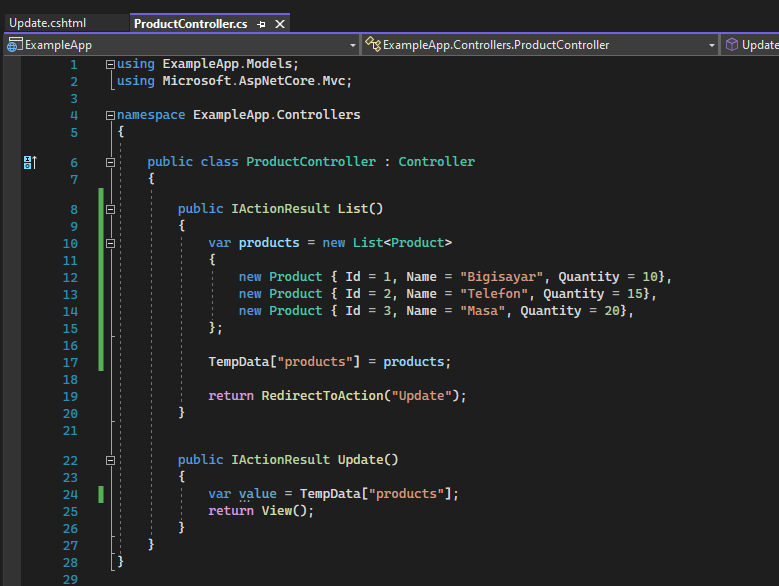 Update.cshtml ProductController.cs
ExampleApp ExampleApp.Controllers.ProductController Update
1 using ExampleApp.Models;
2 using Microsoft.AspNetCore.Mvc;
3
4 namespace ExampleApp.Controllers
5 {
6 public class ProductController : Controller
7 {
8 public IActionResult List()
9 {
10 var products = new List<Product>
11 {
12 new Product { Id = 1, Name = "Bigisayar", Quantity = 10},
13 new Product { Id = 2, Name = "Telefon", Quantity = 15},
14 new Product { Id = 3, Name = "Masa", Quantity = 20},
15 };
16
17 TempData["products"] = products;
18
19 return RedirectToAction("Update");
20 }
21
22 public IActionResult Update()
23 {
24 var value = TempData["products"];
25 return View();
26 }
27 }
28 }
29